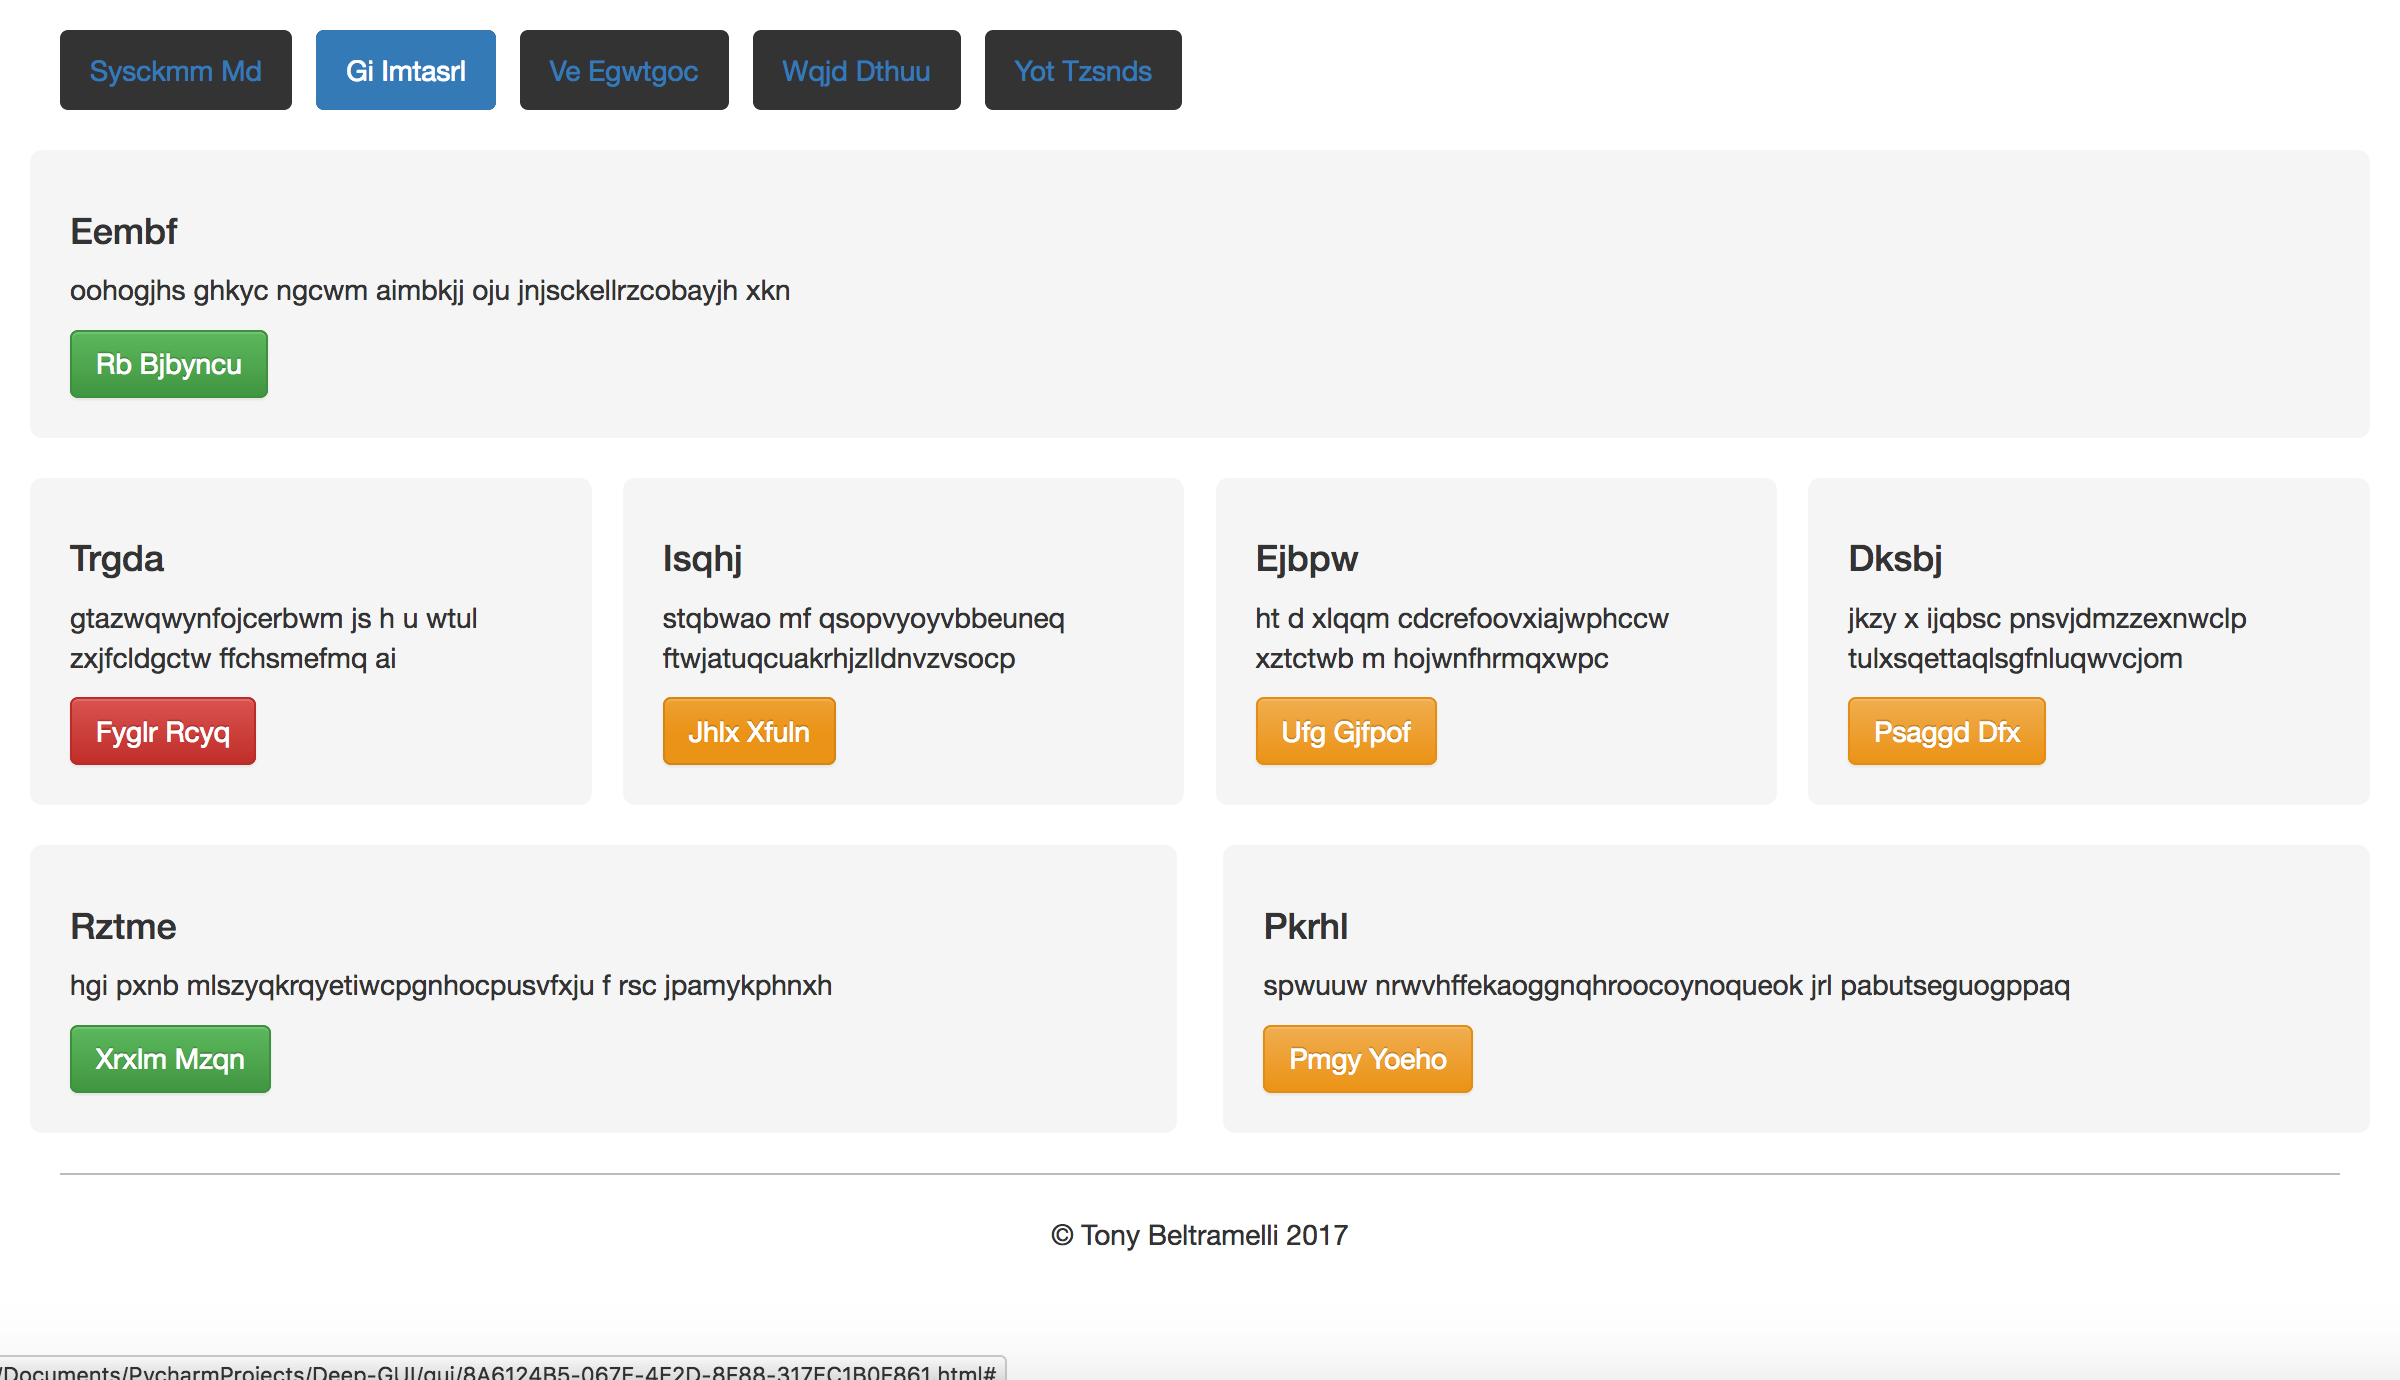 Sysckmm Md
Gi Imtasrl
Ve Egwtgoc
Wqjd Dthuu
Yot Tzsnds
Eembf
oohogjhs ghkyc ngcwm aimbkjj oju jnjsckellrzcobayjh xkn
Rb Bjbyncu
Trgda
gtazwqwynfojcerbwm js h u wtul
zxjfcldgctw ffchsmefmq ai
Fyglr Rcyq
Isqhj
stqbwao mf qsopvyoyvbbeuneq
ftwjatuqcuakrhjzlldnvzvsocp
Jhlx Xfuln
Ejbpw
ht d xlqqm cdcrefoovxiajwphccw
xztctwb m hojwnfhrmqxwpc
Ufg Gjfpof
Dksbj
jkzy x ijqbsc pnsvjdmzzexnwclp
tulxsqettaqlsgfnluqwvcjom
Psaggd Dfx
Rztme
hgi pxnb mlszyqkrqyetiwcpgnhocpusvfxju f rsc jpamykphnxh
Xrxlm Mzqn
Pkrhl
spwuuw nrwvhffekaoggnqhroocoynoqueok jrl pabutseguogppaq
Pmgy Yoeho
© Tony Beltramelli 2017
/Documents/PycharmProjects/Deep-GUI/gui/8A6124B5-067F-4F2D-8F88-317FC1B0F861.html#